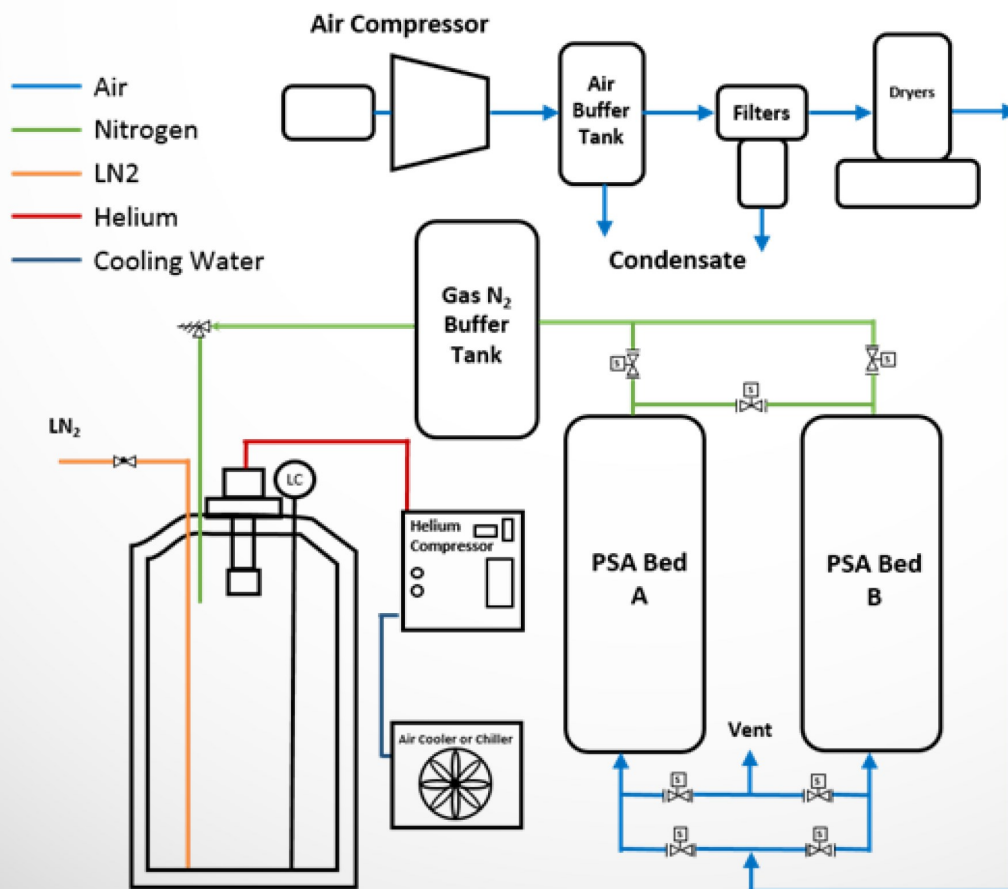 Air Compressor
Air
Nitrogen
LN2
Helium
Cooling Water
Air
Buffer
Tank
Filters
Dryers
Condensate
Gas N₂
Buffer
Tank
S
S
S
LN₂
LC
Helium
Compressor
PSA Bed
A
PSA Bed
B
Air Cooler or Chiller
Vent
S
S
S
S